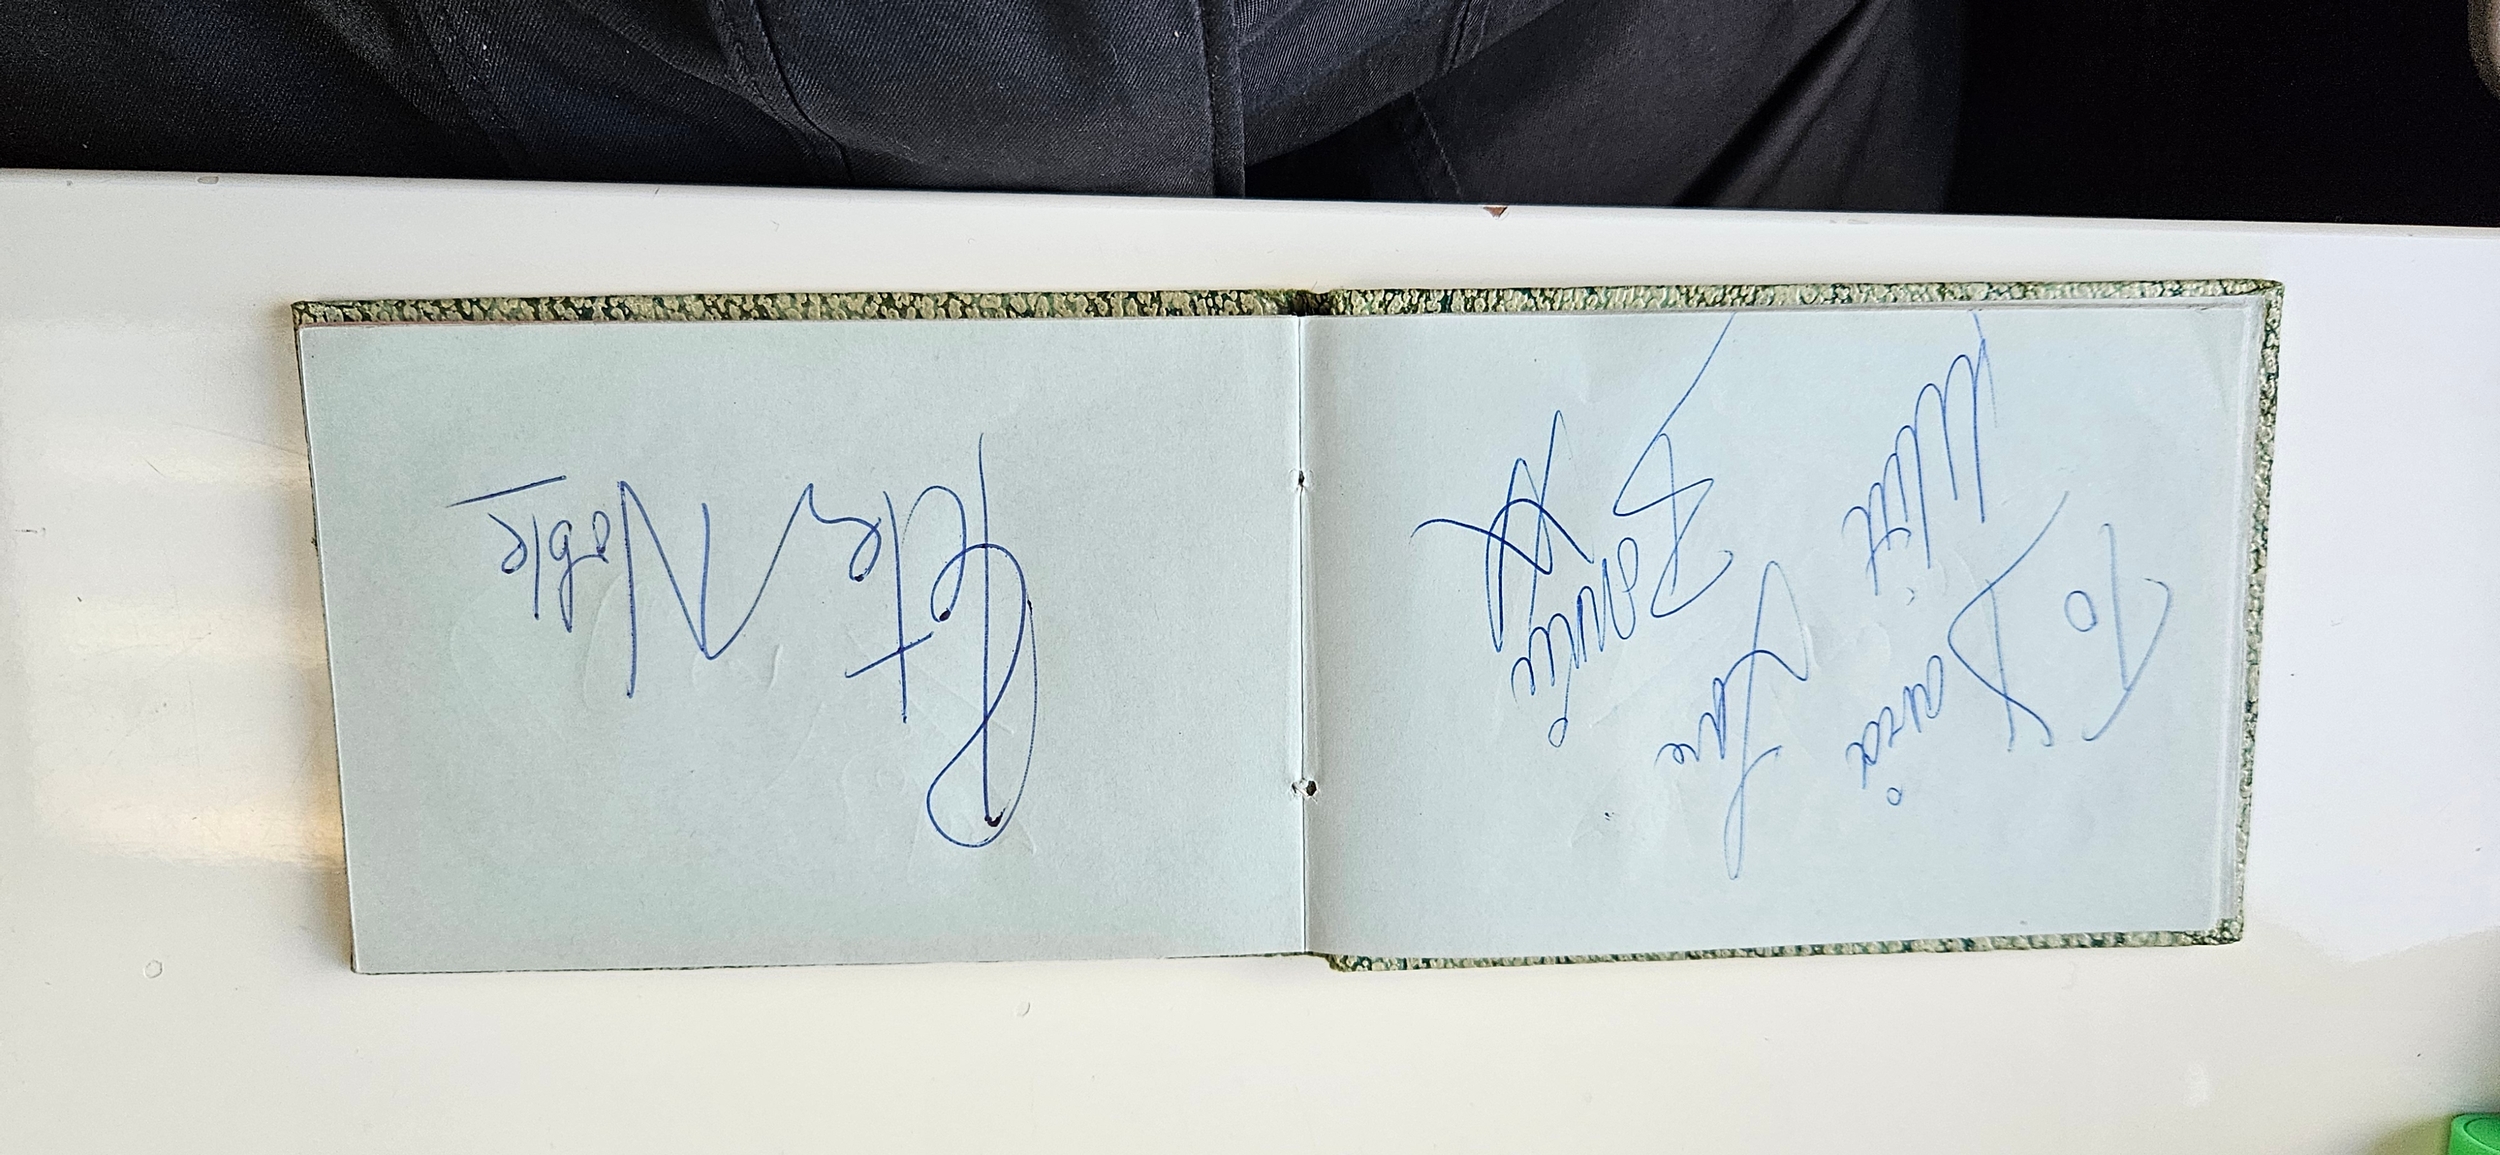 To David
With Love
X
Peter Noble